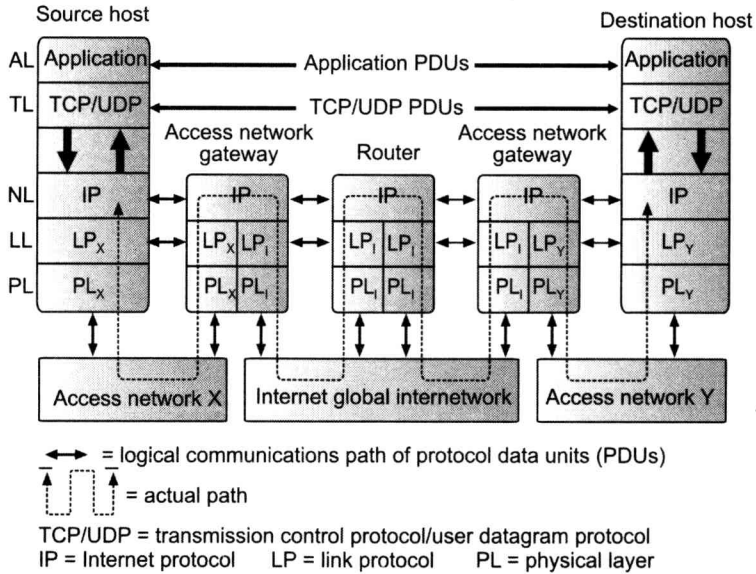 Source host
Destination host
AL Application Application PDUs Application
TL TCP/UDP TCP/UDP PDUs TCP/UDP
Access network gateway
Router
Access network gateway
NL IP IP IP IP IP
LL LPX LPX LPI LPI LPI LPI LPY LPY
PL PLX PLX PLI PLI PLI PLI PLY PLY
Access network X
Internet global internetwork
Access network Y
= logical communications path of protocol data units (PDUs)
= actual path
TCP/UDP = transmission control protocol/user datagram protocol
IP = Internet protocol LP = link protocol PL = physical layer